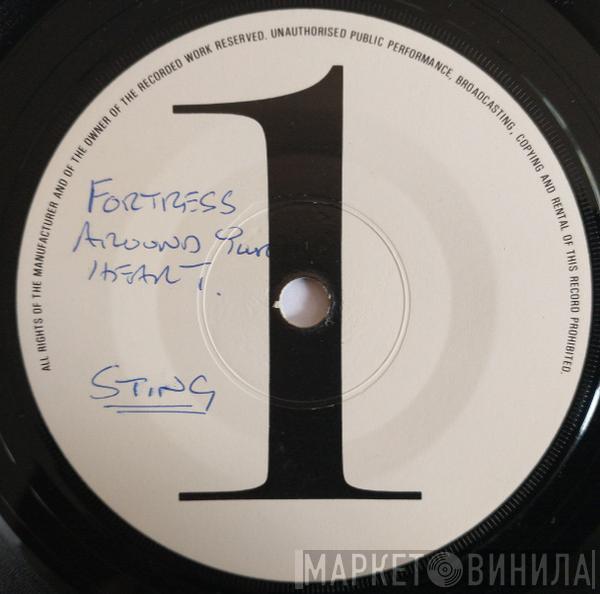 ALL RIGHTS OF THE MANUFACTURER AND OF THE OWNER OF THE RECORDED WORK RESERVED. UNAUTHORISED PUBLIC PERFORMANCE, BROADCASTING, COPYING AND RENTAL OF THIS RECORD PROHIBITED.
1
FORTRESS
AROUND YOUR
HEART.
STING
МАРКЕТ ВИНИЛА